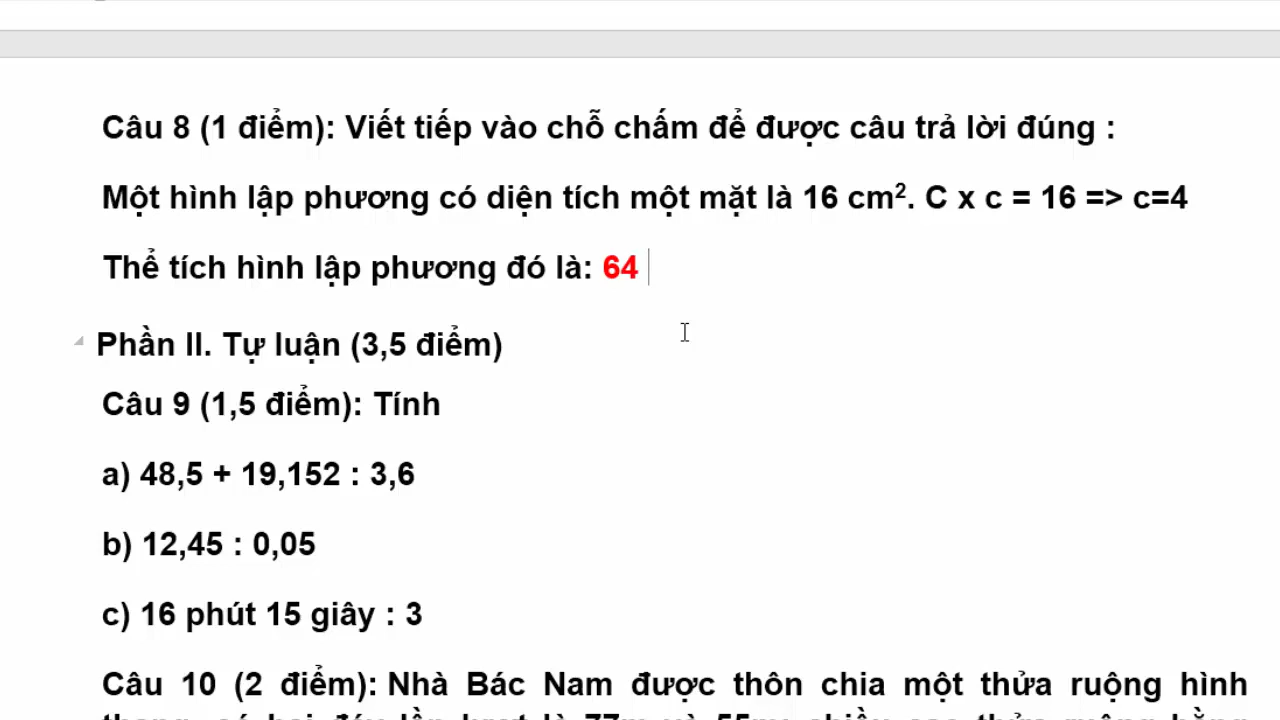 Câu 8 (1 điểm): Viết tiếp vào chỗ chấm để được câu trả lời đúng :
Một hình lập phương có diện tích một mặt là 16 cm². C x c = 16 => c=4
Thể tích hình lập phương đó là: 64
Phần II. Tự luận (3,5 điểm)
Câu 9 (1,5 điểm): Tính
a) 48,5 + 19,152 : 3,6
b) 12,45 : 0,05
c) 16 phút 15 giây : 3
Câu 10 (2 điểm): Nhà Bác Nam được thôn chia một thửa ruộng hình